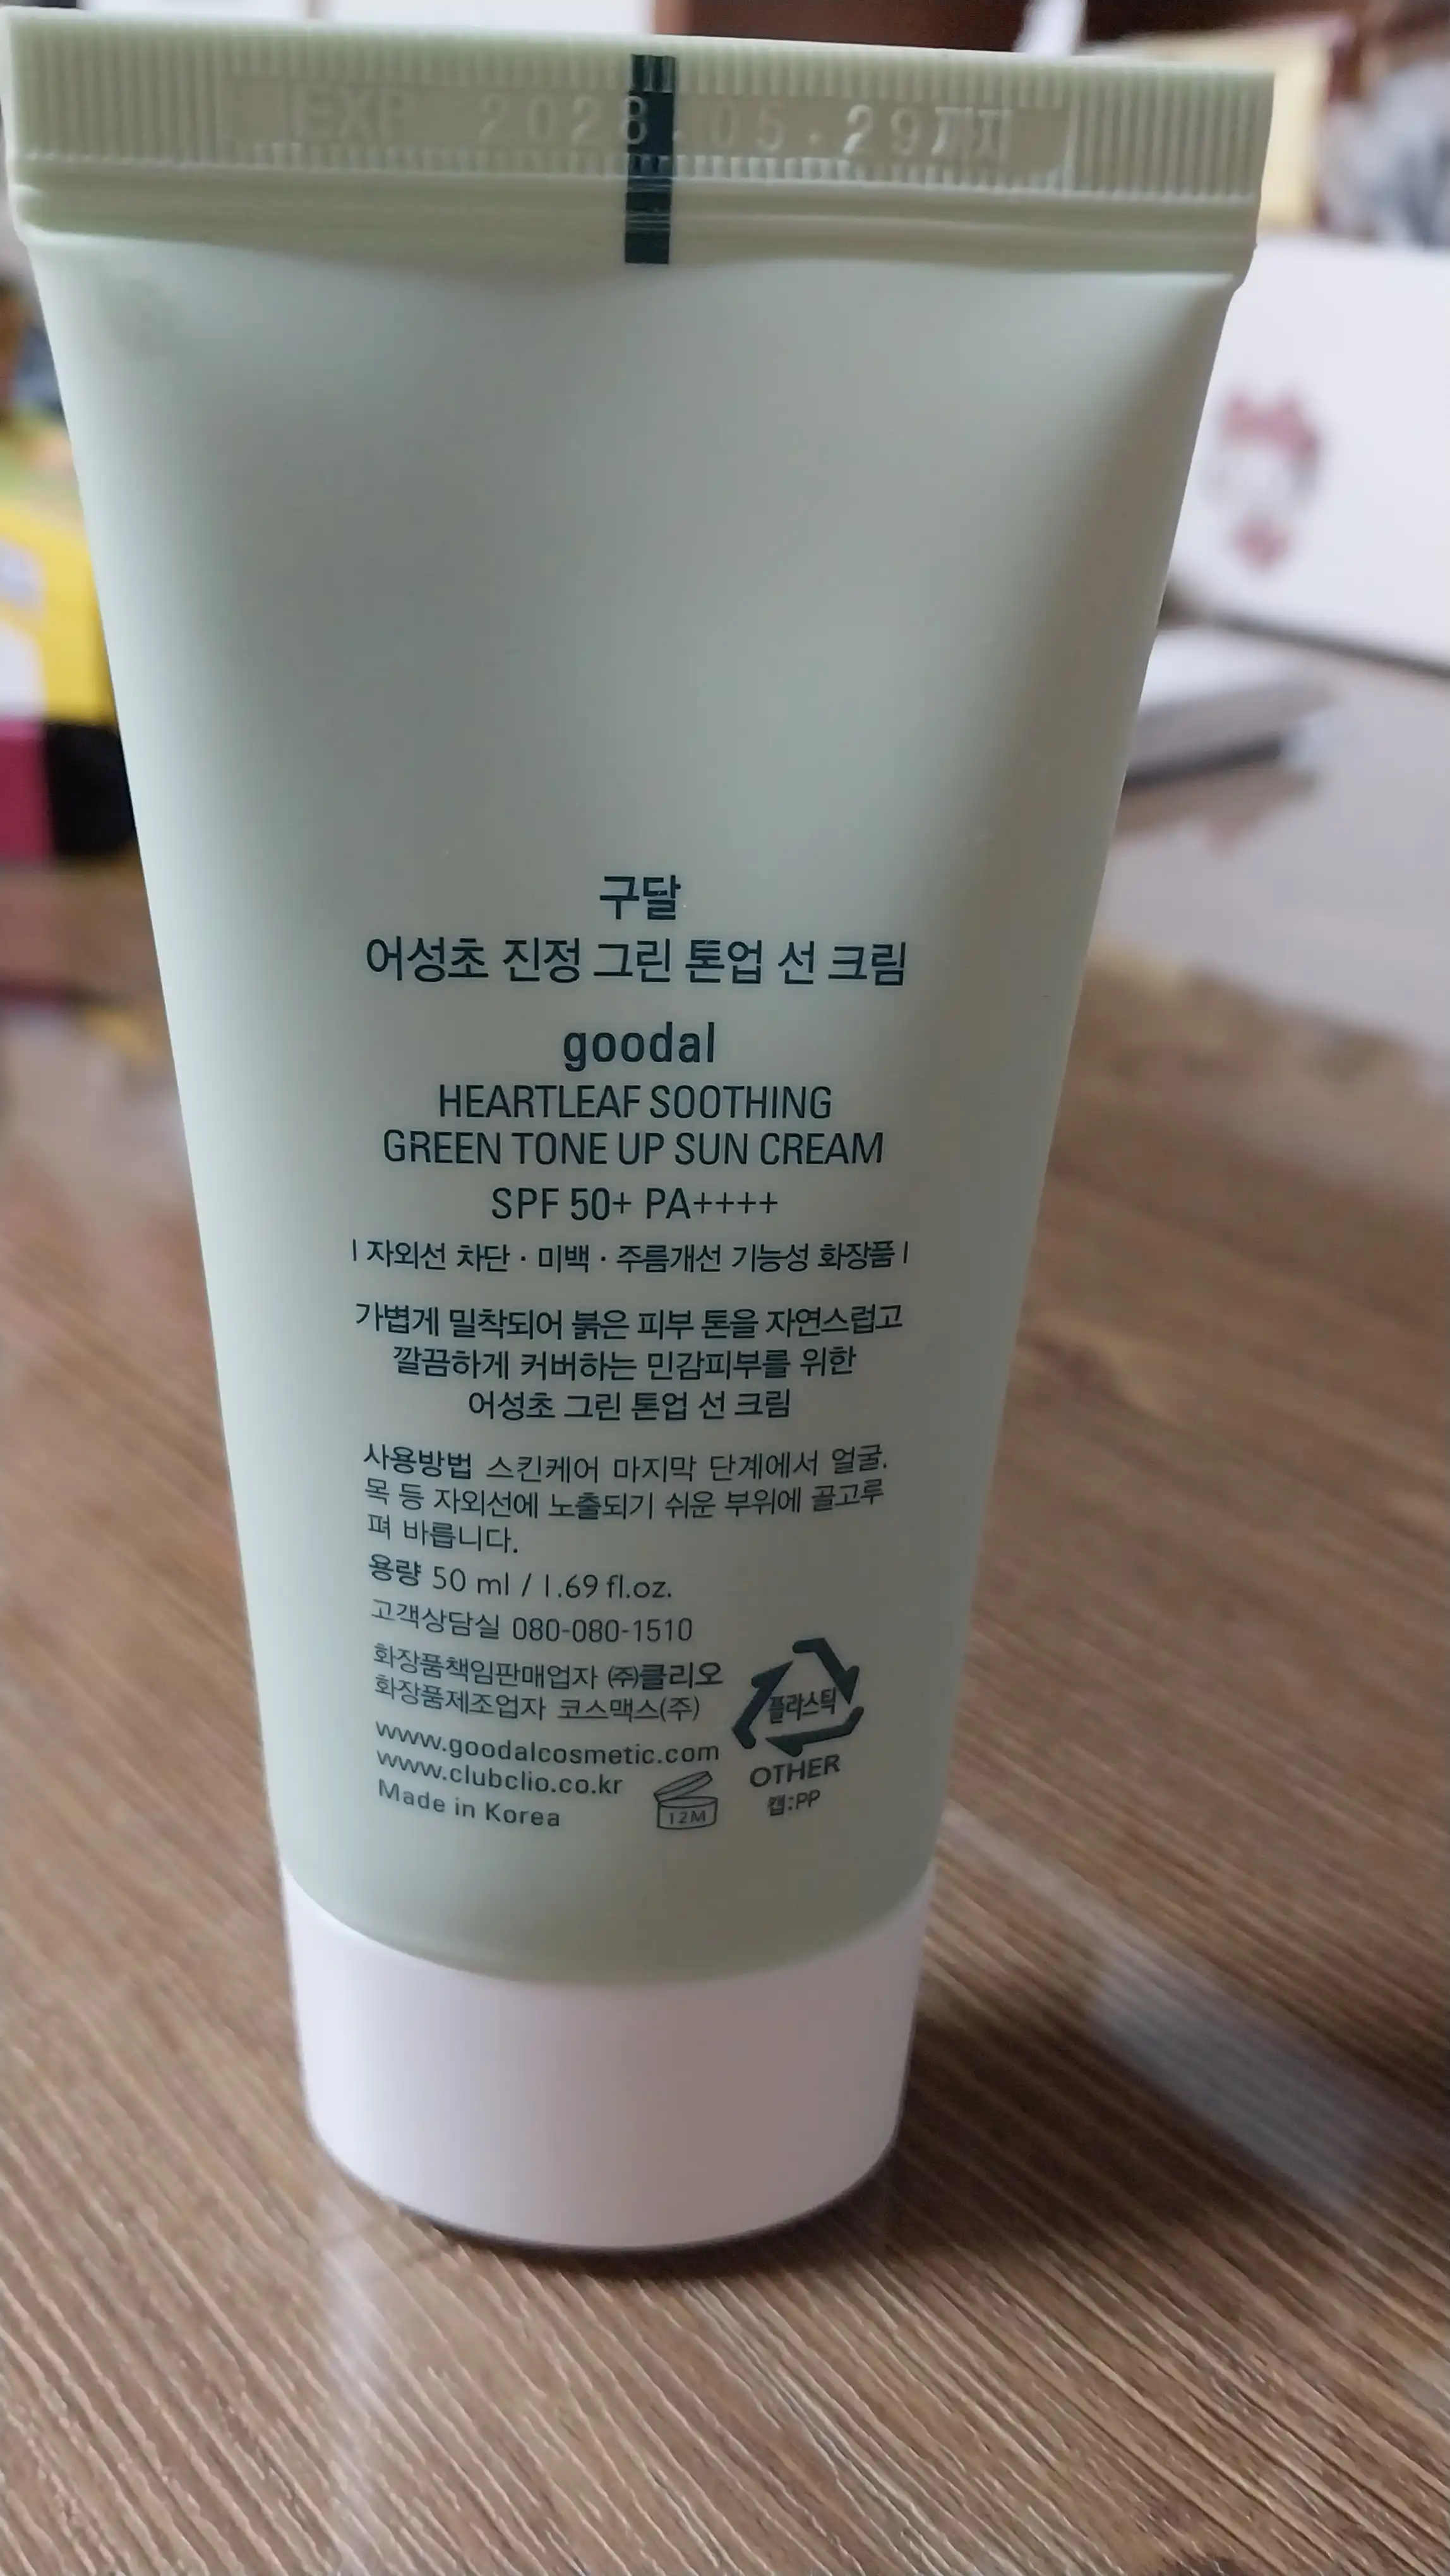 EXP 2028.05.29까지
구달
어성초 진정 그린 톤업 선 크림
goodal
HEARTLEAF SOOTHING
GREEN TONE UP SUN CREAM
SPF 50+ PA++++
| 자외선 차단 · 미백 · 주름개선 기능성 화장품 |
가볍게 밀착되어 붉은 피부 톤을 자연스럽고
깔끔하게 커버하는 민감피부를 위한
어성초 그린 톤업 선 크림
사용방법 스킨케어 마지막 단계에서 얼굴,
목 등 자외선에 노출되기 쉬운 부위에 골고루
펴 바릅니다.
용량 50 ml / 1.69 fl.oz.
고객상담실 080-080-1510
화장품책임판매업자 ㈜클리오
화장품제조업자 코스맥스(주)
www.goodalcosmetic.com
www.clubclio.co.kr
Made in Korea
12M
플라스틱
OTHER
캡:PP